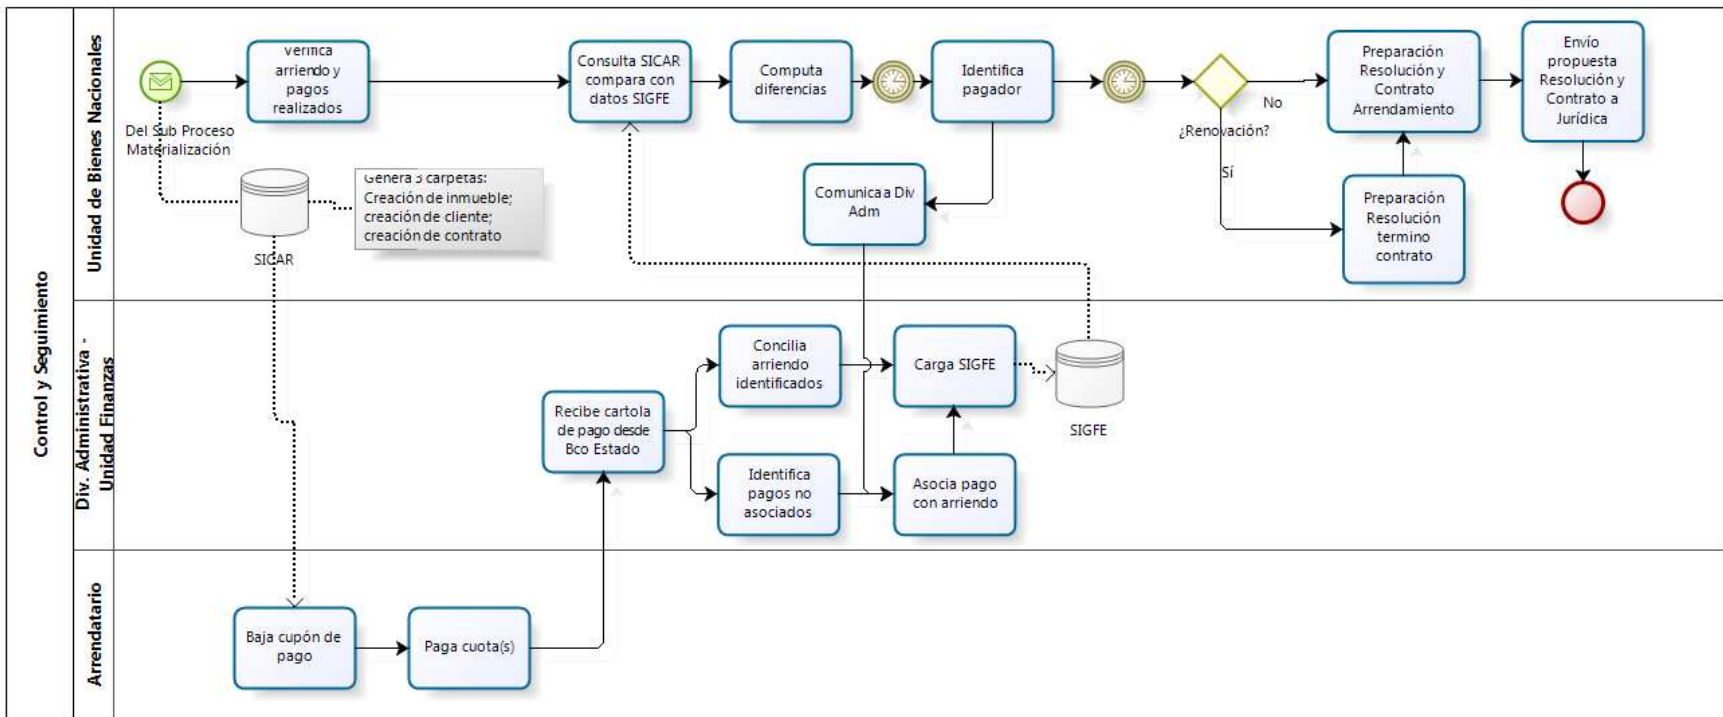 Control y Seguimiento
Unidad de Bienes Nacionales
Del Sub Proceso
Materialización
Verifica
arriendo y
pagos
realizados
Consulta SICAR
compara con
datos SIGFE
Computa
diferencias
Identifica
pagador
¿Renovación?
No
Sí
Preparación
Resolución y
Contrato
Arrendamiento
Envío
propuesta
Resolución y
Contrato a
Jurídica
SICAR
Genera 3 carpetas:
Creación de inmueble;
creación de cliente;
creación de contrato
Comunica a Div
Adm
Preparación
Resolución
termino
contrato
Div. Administrativa -
Unidad Finanzas
Recibe cartola
de pago desde
Bco Estado
Concilia
arriendo
identificados
Carga SIGFE
SIGFE
Identifica
pagos no
asociados
Asocia pago
con arriendo
Arrendatario
Baja cupón de
pago
Paga cuota(s)